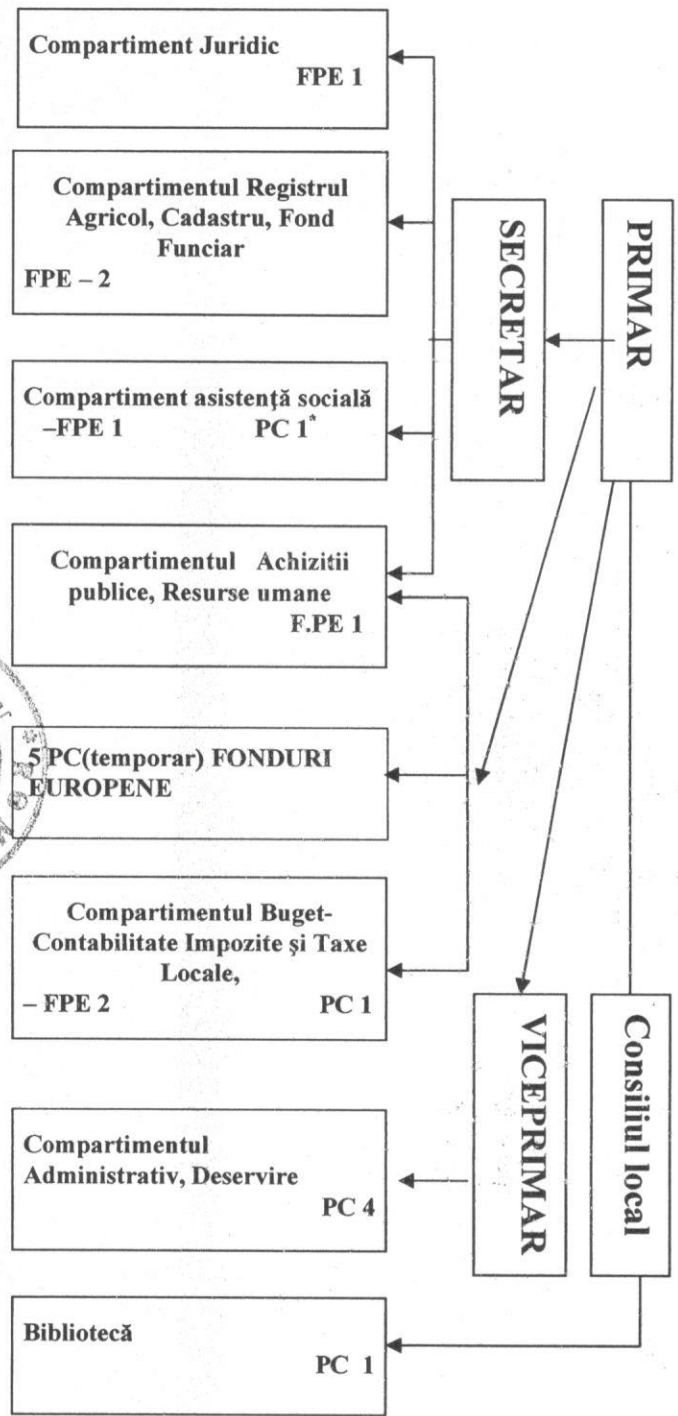 Compartiment Juridic
FPE 1
Compartimentul Registrul
Agricol, Cadastru, Fond
Funciar
FPE – 2
Compartiment asistenţă socială
–FPE 1 PC 1*
Compartimentul Achizitii
publice, Resurse umane
F.PE 1
5 PC(temporar) FONDURI
EUROPENE
Compartimentul Buget-
Contabilitate Impozite şi Taxe
Locale,
– FPE 2 PC 1
Compartimentul
Administrativ, Deservire
PC 4
Bibliotecă
PC 1
SECRETAR
PRIMAR
VICEPRIMAR
Consiliul local